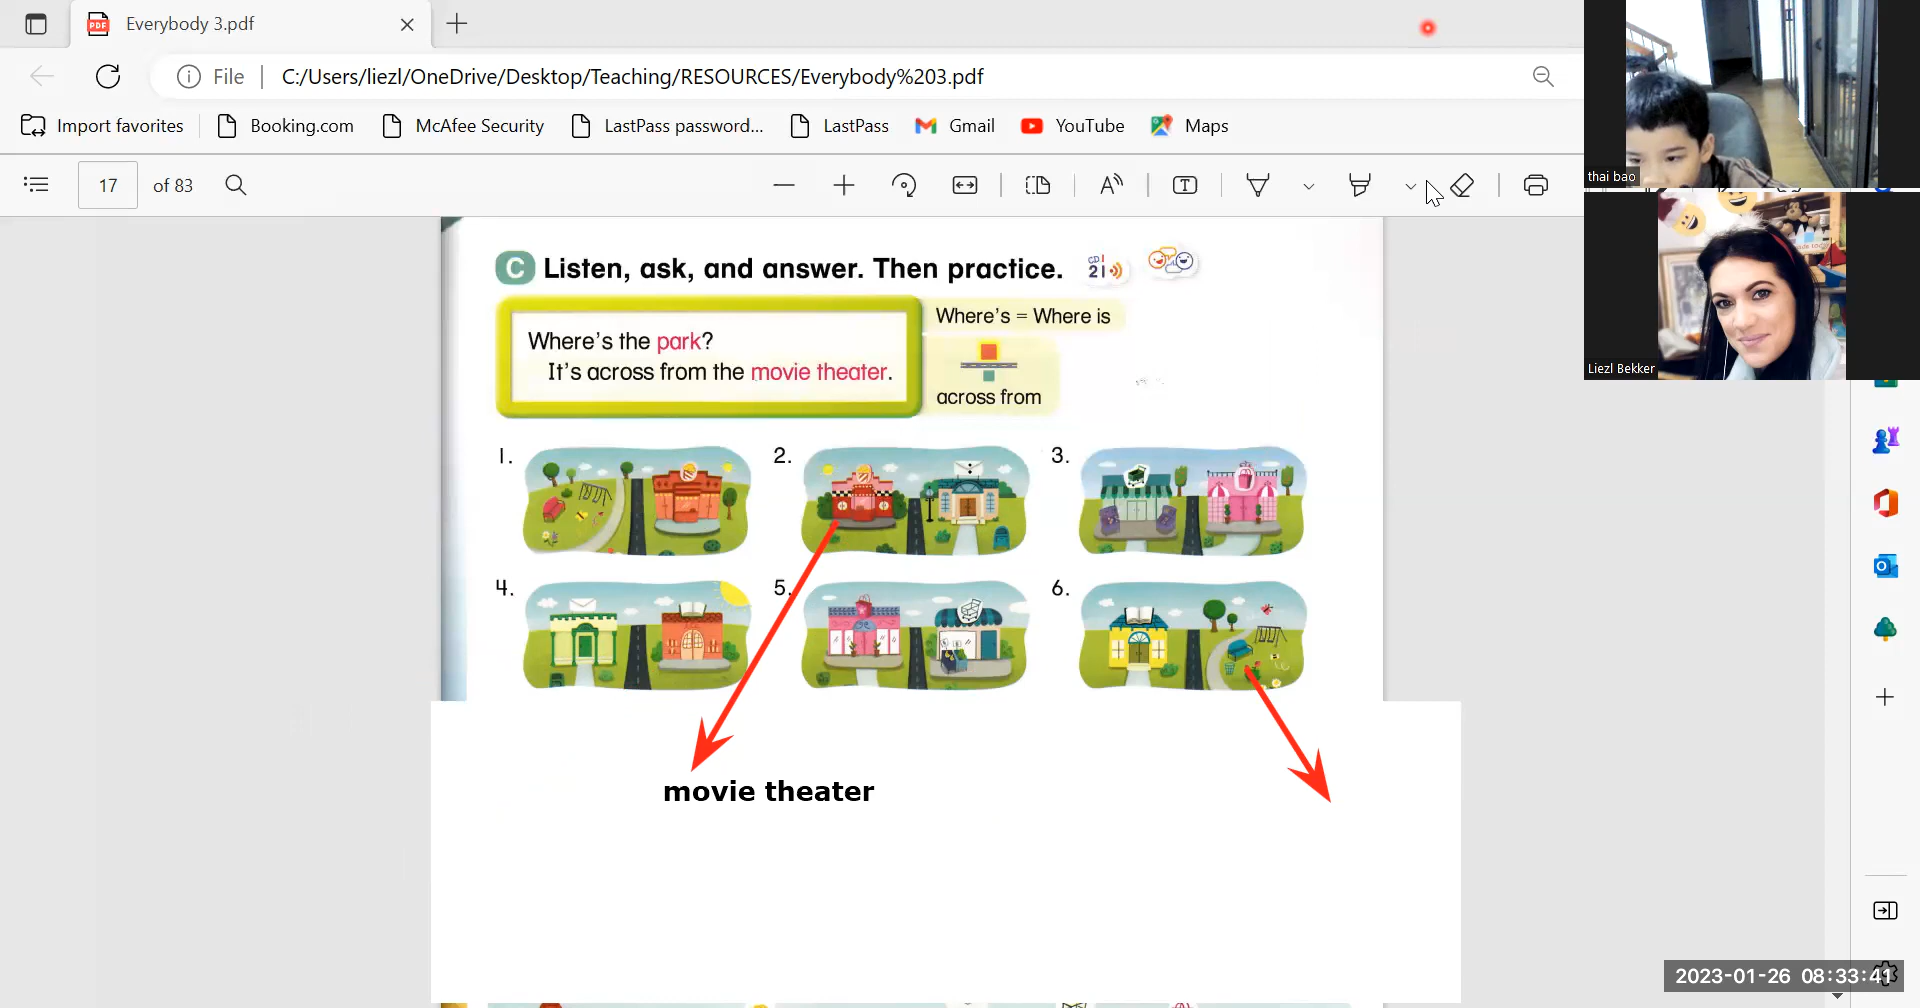 Everybody 3.pdf
File
C:/Users/liezl/OneDrive/Desktop/Teaching/RESOURCES/Everybody%203.pdf
Import favorites
Booking.com
McAfee Security
LastPass password...
LastPass
Gmail
YouTube
Maps
17 of 83
thai bao
Liezl Bekker
C Listen, ask, and answer. Then practice.
CD1
21
Where's the park?
It's across from the movie theater.
Where's = Where is
across from
1.
2.
3.
4.
5.
6.
movie theater
2023-01-26 08:33:41